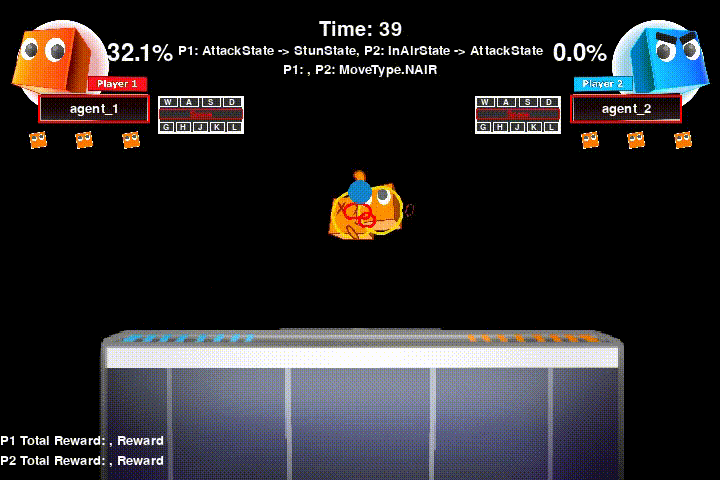 Time: 39
32.1%
P1: AttackState -> StunState, P2: InAirState -> AttackState
0.0%
P1: , P2: MoveType.NAIR
Player 1
Player 2
agent_1
agent_2
W A S D
W A S D
G H J K L
G H J K L
P1 Total Reward: , Reward
P2 Total Reward: , Reward